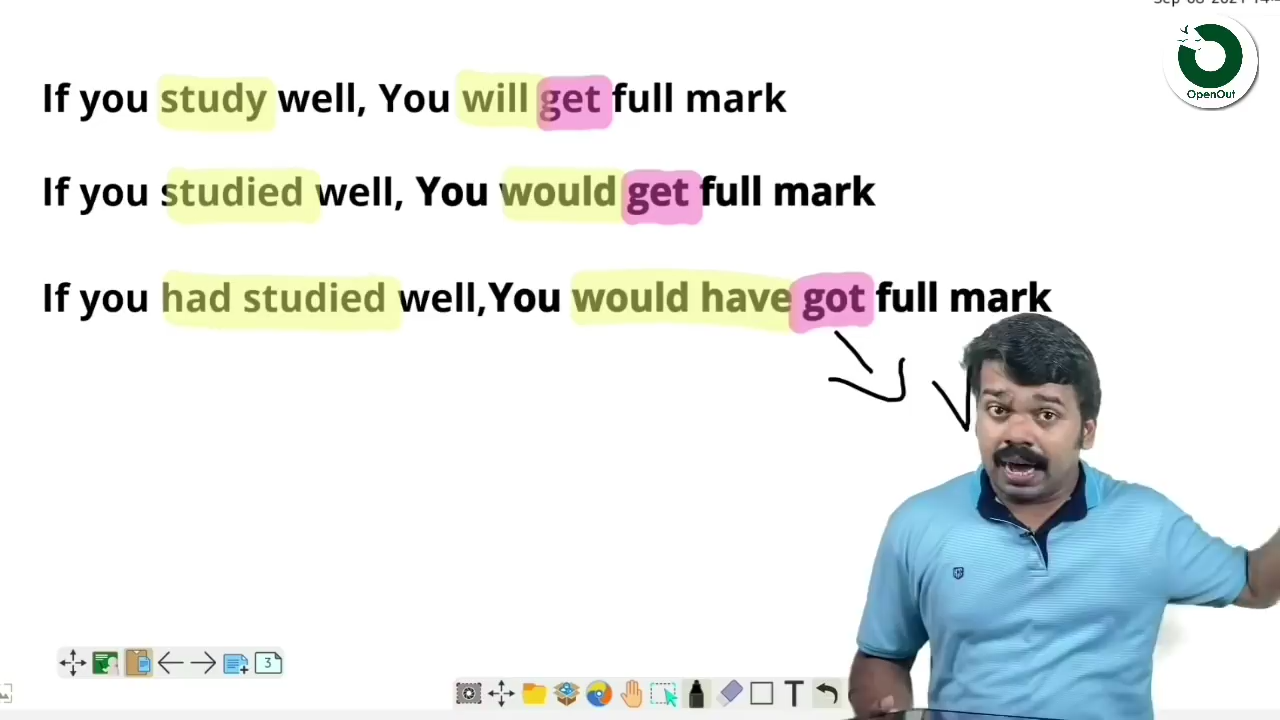 If you study well, You will get full mark
If you studied well, You would get full mark
If you had studied well,You would have got full mark
OpenOut
3
T